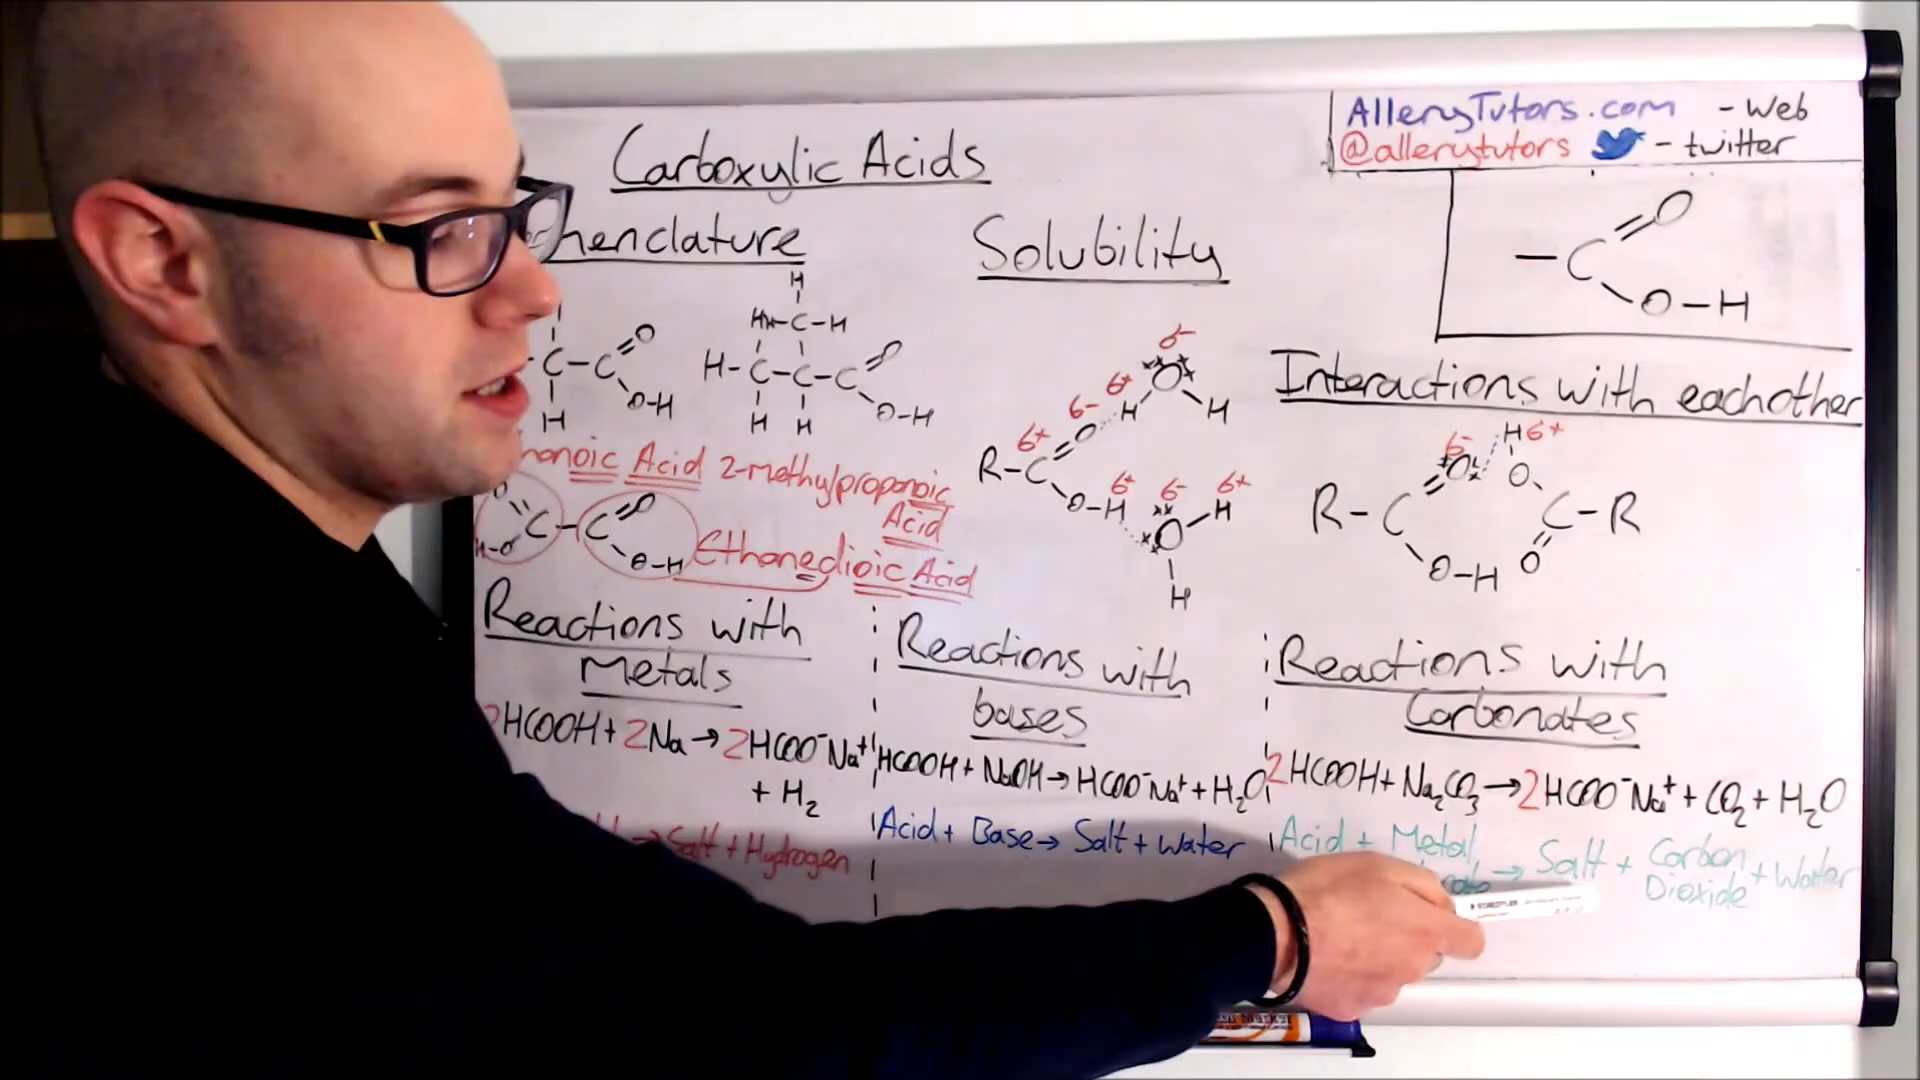 AlleryTutors.com - Web
@allerytutors - twitter
Carboxylic Acids
Solubility
Interactions with eachother
2-methylpropanoic
Acid
Acid
Ethanedioic Acid
Reactions with
Metals
2HCOOH + 2Na → 2HCOO⁻Na⁺
+ H₂
→ Salt + Hydrogen
Reactions with
bases
HCOOH + NaOH → HCOO⁻Na⁺ + H₂O
Acid + Base → Salt + Water
Reactions with
Carbonates
2HCOOH + Na₂CO₃ → 2HCOO⁻Na⁺ + CO₂ + H₂O
Acid + Metal
→ Salt + Carbon
Dioxide + Water